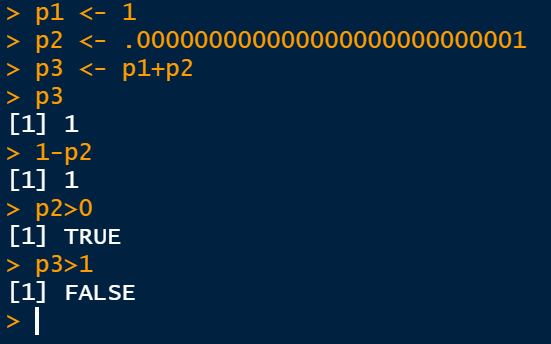 > p1 <- 1
> p2 <- .000000000000000000000000001
> p3 <- p1+p2
> p3
[1] 1
> 1-p2
[1] 1
> p2>0
[1] TRUE
> p3>1
[1] FALSE
>